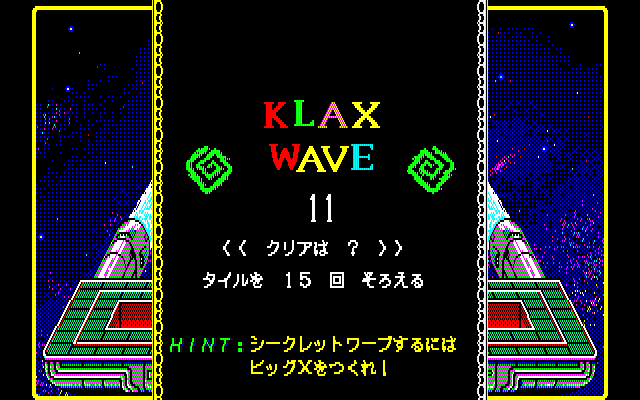 KLAX
WAVE
11
《 クリアは ? 》
タイルを 15 回 そろえる
HINT:シークレットワープするには
ビッグXをつくれ!